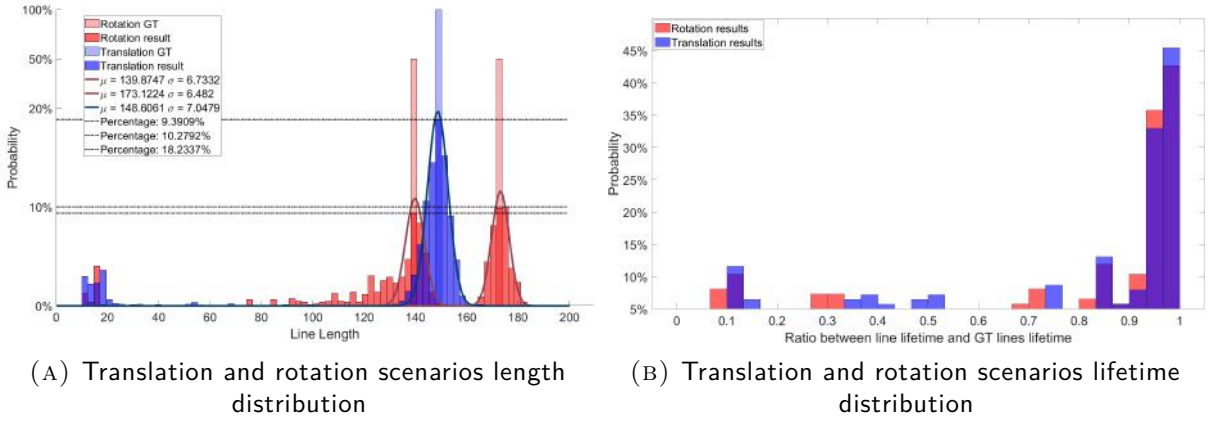 100%
50%
20%
10%
0%
Probability
Rotation GT
Rotation result
Translation GT
Translation result
μ = 139.8747 σ = 6.7332
μ = 173.1224 σ = 6.482
μ = 148.6061 σ = 7.0479
Percentage: 9.3909%
Percentage: 10.2792%
Percentage: 18.2337%
0 20 40 60 80 100 120 140 160 180 200
Line Length
(A) Translation and rotation scenarios length
distribution
Rotation results
Translation results
45%
40%
35%
30%
25%
20%
15%
10%
5%
Probability
0 0.1 0.2 0.3 0.4 0.5 0.6 0.7 0.8 0.9 1
Ratio between line lifetime and GT lines lifetime
(B) Translation and rotation scenarios lifetime
distribution